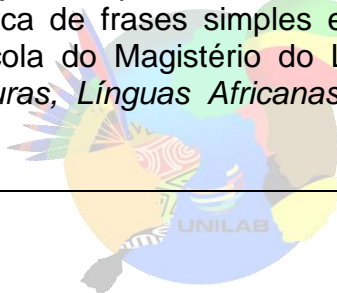 ca de frases simples e
cola do Magistério do L
uras, Línguas Africanas
UNILAB